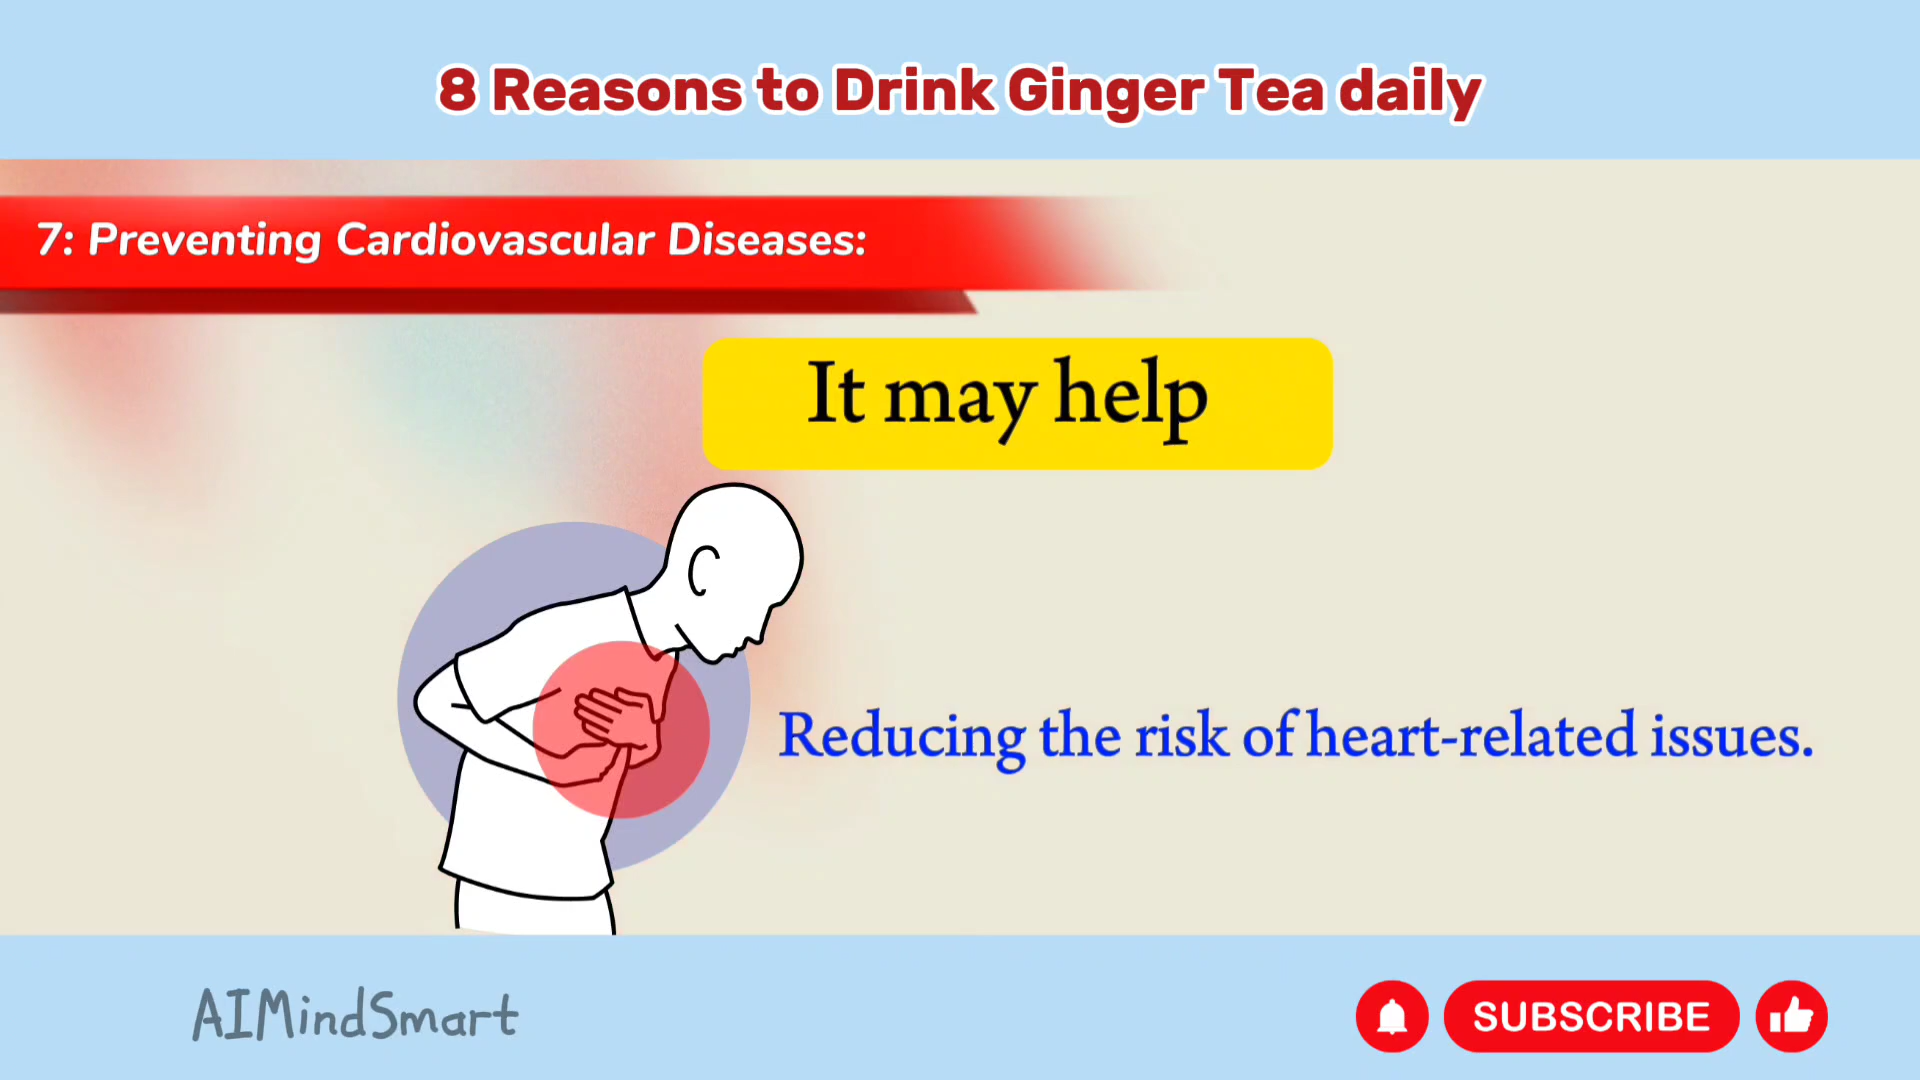 8 Reasons to Drink Ginger Tea daily
7: Preventing Cardiovascular Diseases:
It may help
Reducing the risk of heart-related issues.
AIMindSmart
SUBSCRIBE